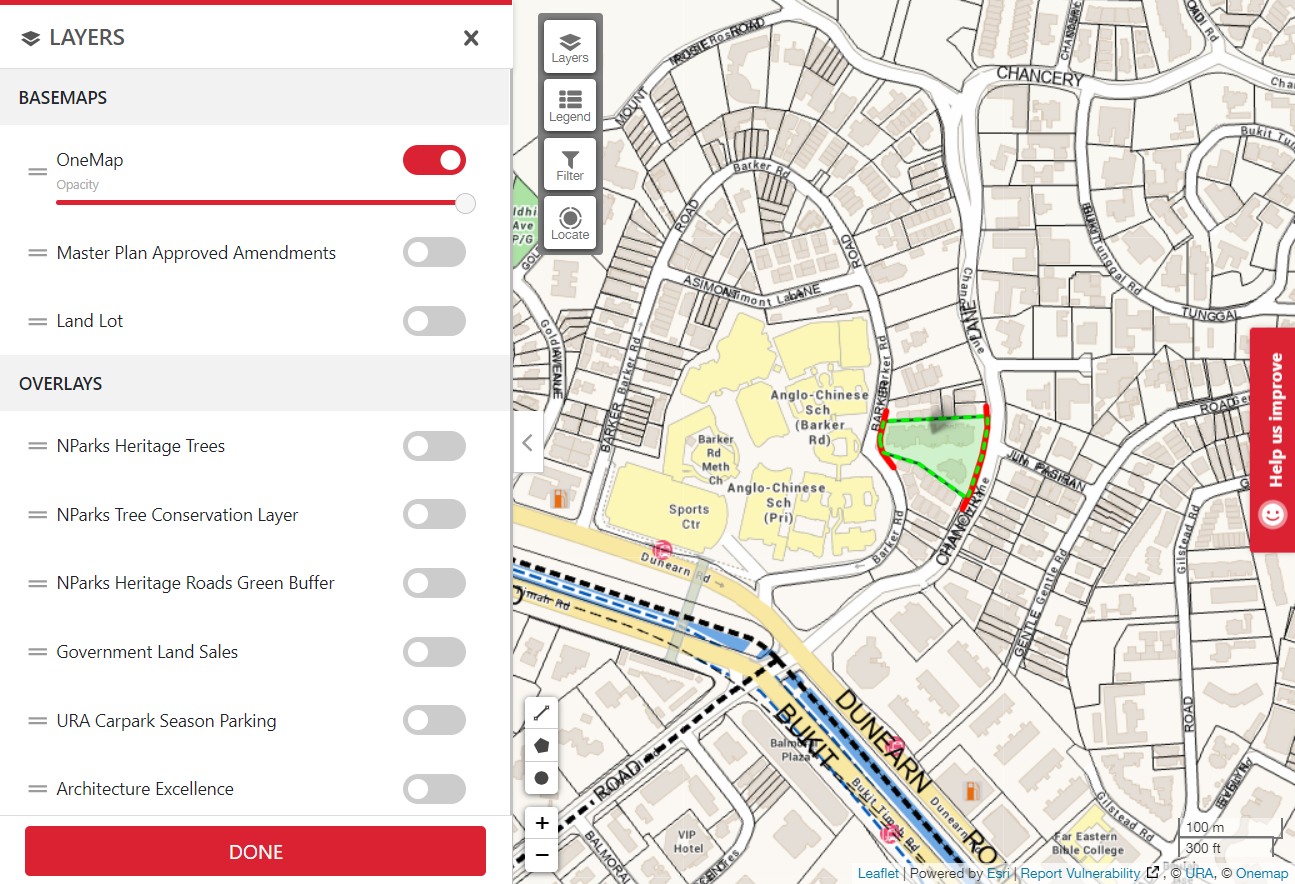 LAYERS
BASEMAPS
OneMap
Opacity
Master Plan Approved Amendments
Land Lot
OVERLAYS
NParks Heritage Trees
NParks Tree Conservation Layer
NParks Heritage Roads Green Buffer
Government Land Sales
URA Carpark Season Parking
Architecture Excellence
DONE
Layers
Legend
Filter
Locate
MOUNT
ROSIE
ROAD
CHANCERY
Barker Rd
ROAD
ROAD
Bukit Tunggal Rd
TUNGGAL
ASIMONT
LANE
Asimont Lane
LANE
Ave
P/G
AVENUE
BARKER
Barker Rd
Barker Rd
BARKER
Anglo-Chinese
Sch
(Barker
Rd)
Barker
Rd
Meth
Ch
Anglo-Chinese
Sch
(Pri)
Sports
Ctr
Dunearn Rd
Barker Rd
CHANCERY
JLN PASIRAN
ROAD
GENTLE
Gentle Rd
Gilstead Rd
ROAD
DUNEARN
BUKIT
ROAD
Balmoral
Plaza
Bukit Timah Rd
Dunearn
RO
VIP
Hotel
BALMORAL
Gilstead Rd
Far Eastern
Bible College
Help us improve
+
−
100 m
300 ft
Leaflet | Powered by Esri | Report Vulnerability , © URA, © Onemap